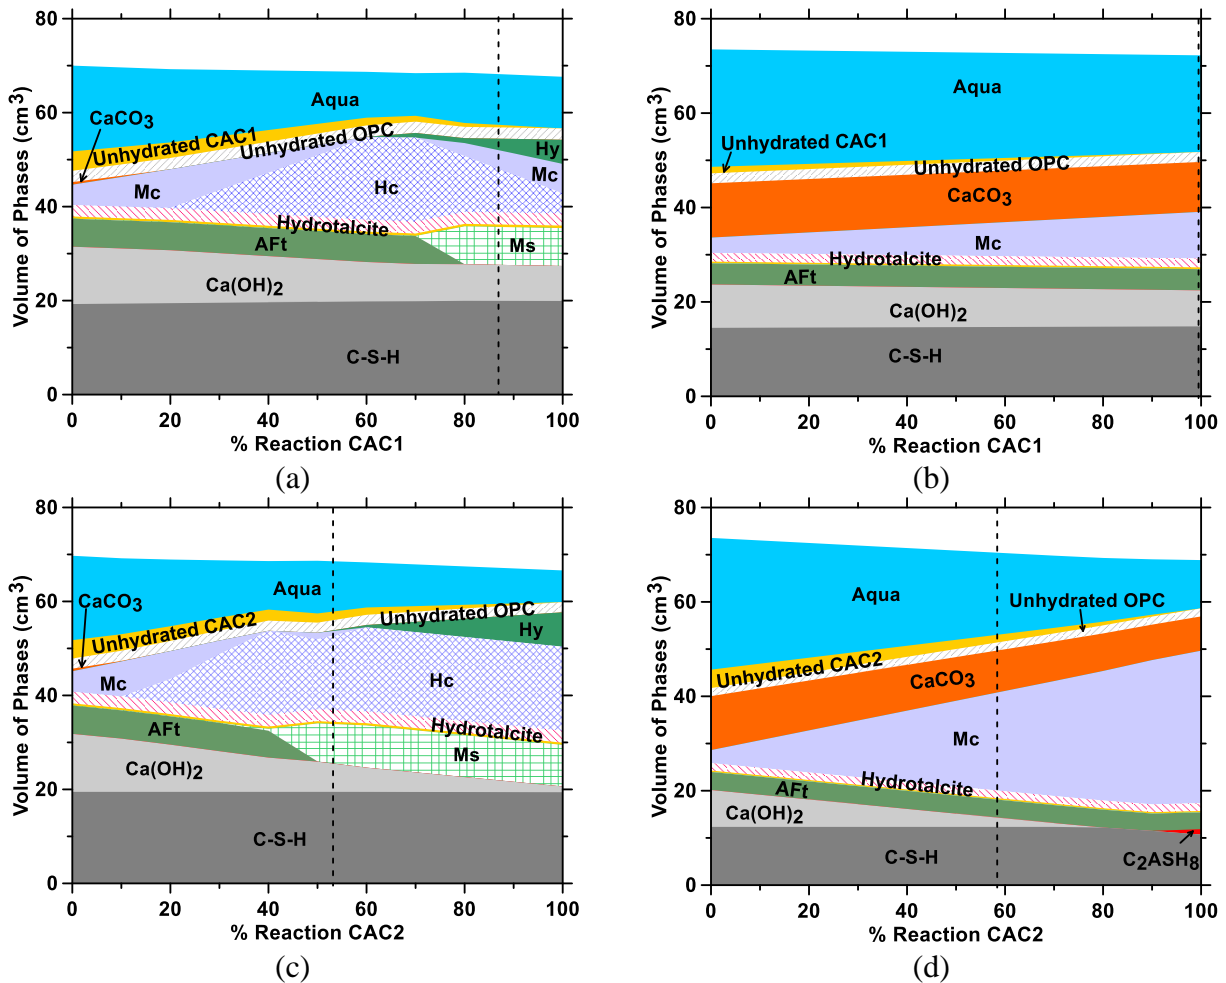 80
60
40
20
0
Volume of Phases (cm3)
Aqua
CaCO3
Unhydrated CAC1
Unhydrated OPC
Hy
Mc
Mc
Hc
Hydrotalcite
AFt
Ms
Ca(OH)2
C-S-H
0 20 40 60 80 100
% Reaction CAC1
(a)
80
60
40
20
0
Volume of Phases (cm3)
Aqua
Unhydrated CAC1
Unhydrated OPC
CaCO3
Mc
Hydrotalcite
AFt
Ca(OH)2
C-S-H
0 20 40 60 80 100
% Reaction CAC1
(b)
80
60
40
20
0
Volume of Phases (cm3)
Aqua
CaCO3
Unhydrated CAC2
Unhydrated OPC
Hy
Mc
Hc
AFt
Hydrotalcite
Ms
Ca(OH)2
C-S-H
0 20 40 60 80 100
% Reaction CAC2
(c)
80
60
40
20
0
Volume of Phases (cm3)
Aqua
Unhydrated OPC
Unhydrated CAC2
CaCO3
Mc
Hydrotalcite
AFt
Ca(OH)2
C-S-H
C2ASH8
0 20 40 60 80 100
% Reaction CAC2
(d)